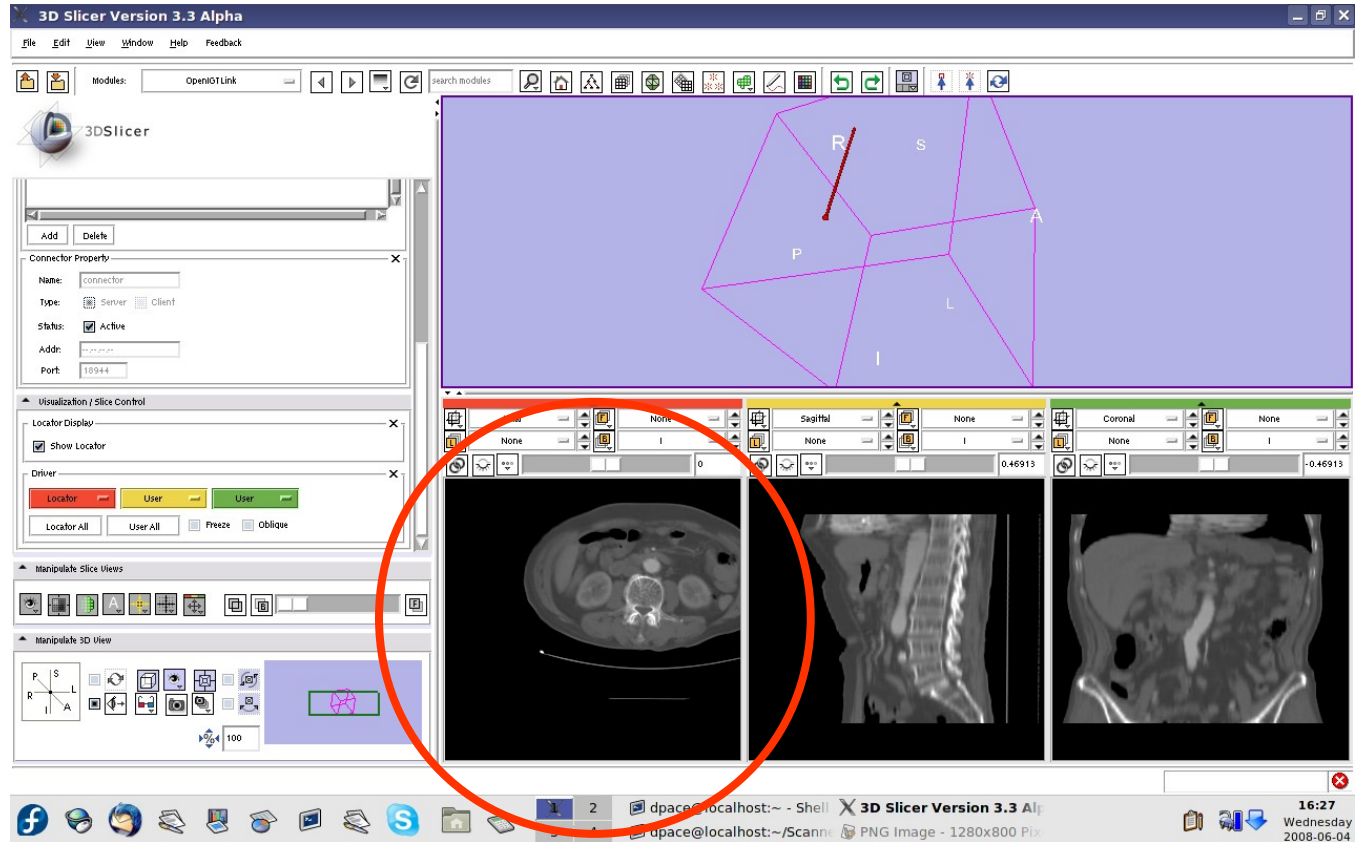 3D Slicer Version 3.3 Alpha
File Edit View Window Help Feedback
Modules: OpenIGTLink search modules
3DSlicer
R S
A
P
L
I
Add Delete
Connector Property
Name: connector
Type: Server Client
Status: Active
Addr: --.--.--.--
Port: 18944
Visualization / Slice Control
Locator Display
Show Locator
Driver
Locator User User
Locator All User All Freeze Oblique
Manipulate Slice Views
Manipulate 3D View
P S
R L
I A
% 100
None
None I
0
Sagittal None
None I
0.46913
Coronal None
None I
-0.46913
1 2
dpace@localhost:~ - Shell
3D Slicer Version 3.3 Alp
dpace@localhost:~/Scanne
PNG Image - 1280x800 Pix
16:27
Wednesday
2008-06-04